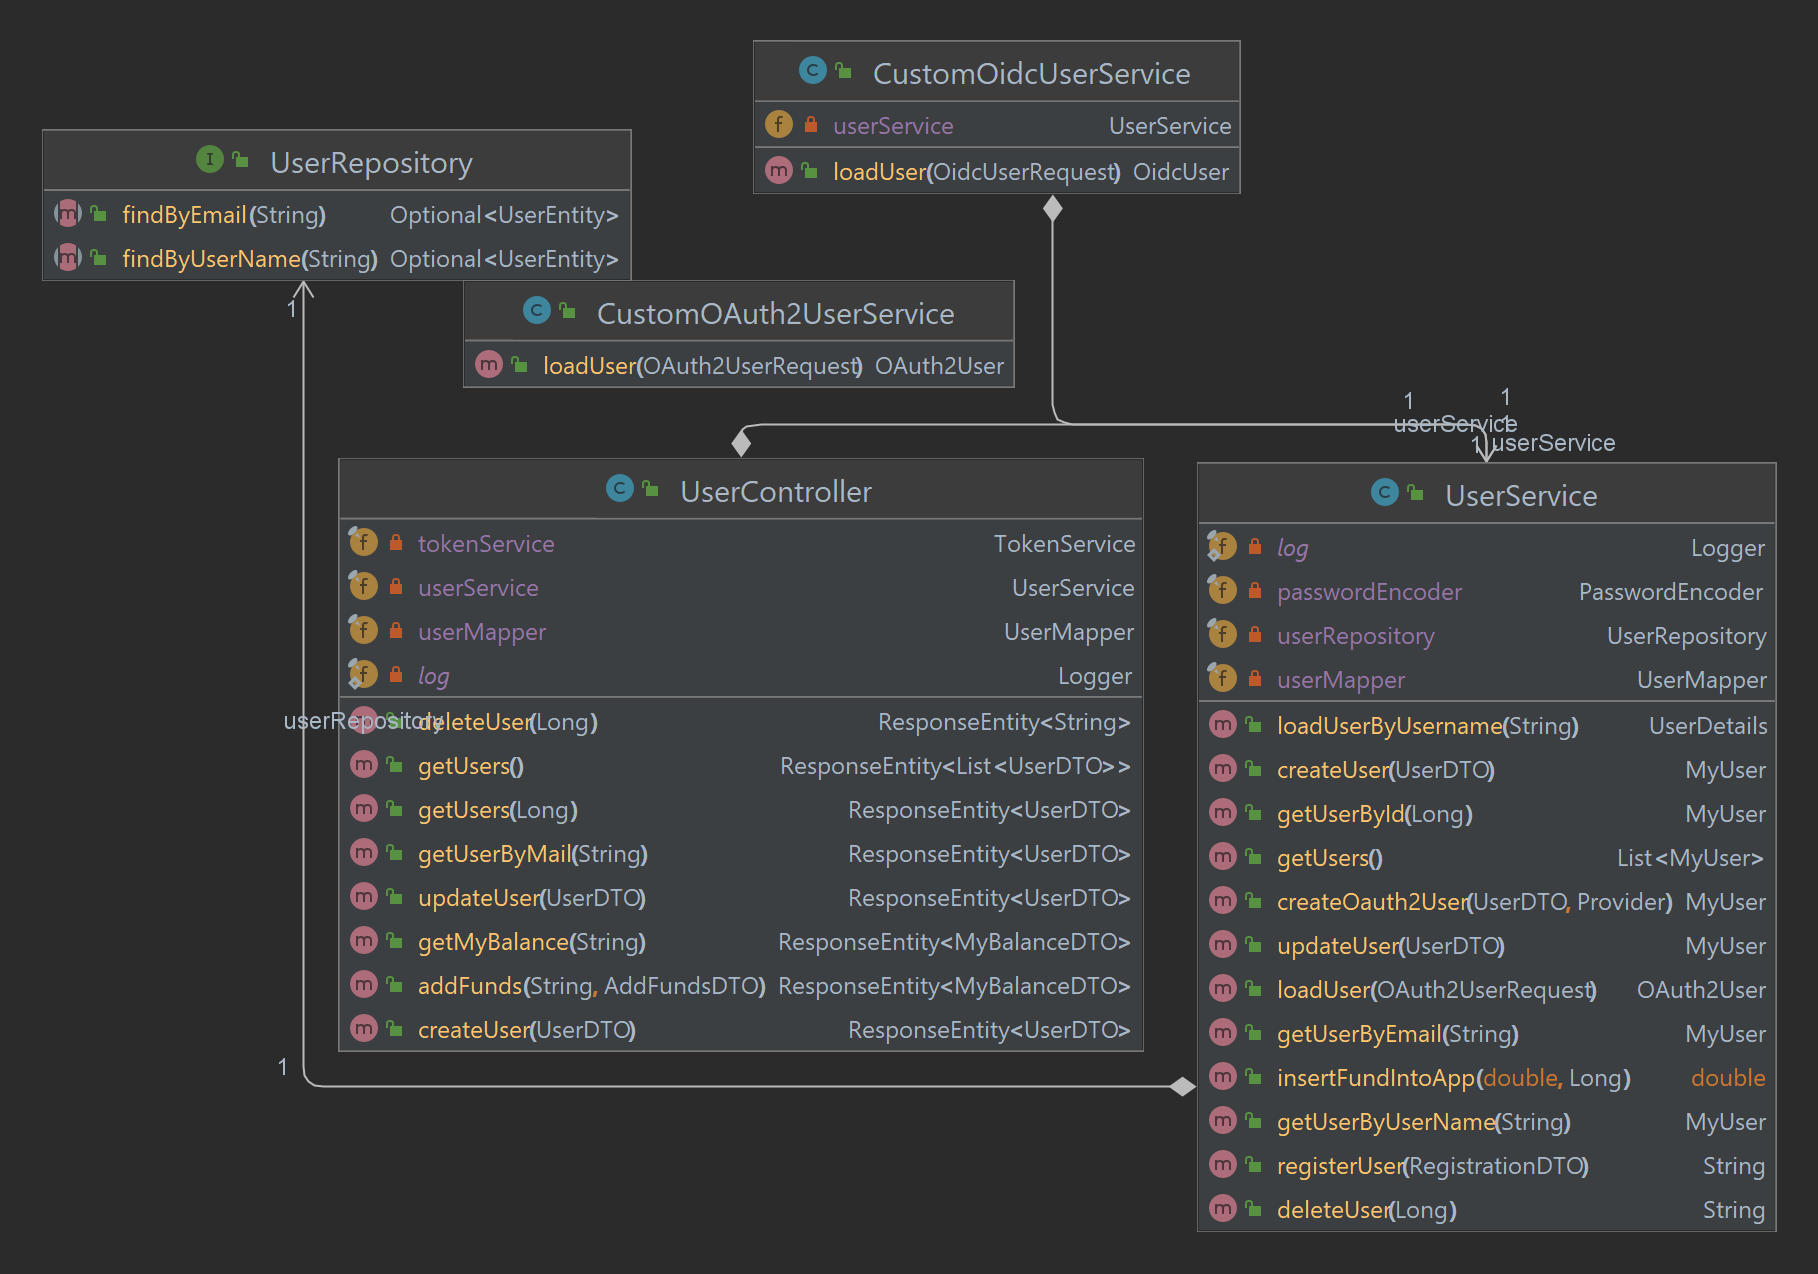 CustomOidcUserService
userService UserService
loadUser(OidcUserRequest) OidcUser
UserRepository
findByEmail(String) Optional<UserEntity>
findByUserName(String) Optional<UserEntity>
1
CustomOAuth2UserService
loadUser(OAuth2UserRequest) OAuth2User
1 1
userService 1
1 userService
UserController
tokenService TokenService
userService UserService
userMapper UserMapper
log Logger
userRepository
deleteUser(Long) ResponseEntity<String>
getUsers() ResponseEntity<List<UserDTO>>
getUsers(Long) ResponseEntity<UserDTO>
getUserByMail(String) ResponseEntity<UserDTO>
updateUser(UserDTO) ResponseEntity<UserDTO>
getMyBalance(String) ResponseEntity<MyBalanceDTO>
addFunds(String, AddFundsDTO) ResponseEntity<MyBalanceDTO>
createUser(UserDTO) ResponseEntity<UserDTO>
1
UserService
log Logger
passwordEncoder PasswordEncoder
userRepository UserRepository
userMapper UserMapper
loadUserByUsername(String) UserDetails
createUser(UserDTO) MyUser
getUserById(Long) MyUser
getUsers() List<MyUser>
createOauth2User(UserDTO, Provider) MyUser
updateUser(UserDTO) MyUser
loadUser(OAuth2UserRequest) OAuth2User
getUserByEmail(String) MyUser
insertFundIntoApp(double, Long) double
getUserByUserName(String) MyUser
registerUser(RegistrationDTO) String
deleteUser(Long) String